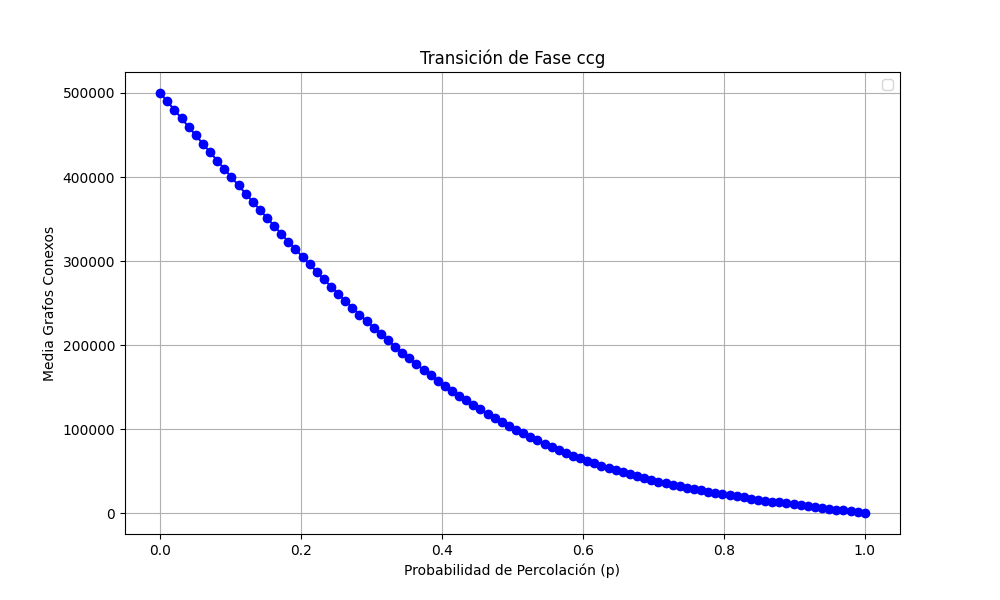 Transición de Fase ccg
500000
400000
300000
200000
100000
0
Media Grafos Conexos
0.0 0.2 0.4 0.6 0.8 1.0
Probabilidad de Percolación (p)